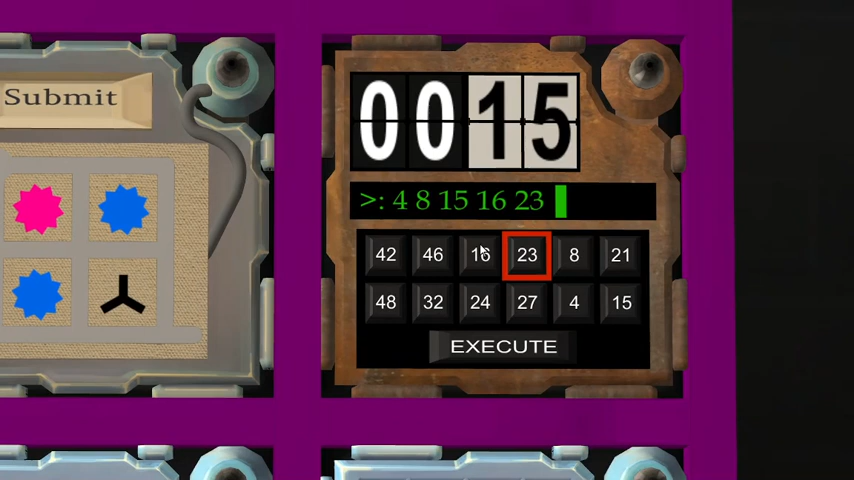 Submit
0015
>: 4 8 15 16 23
42 46 16 23 8 21
48 32 24 27 4 15
EXECUTE